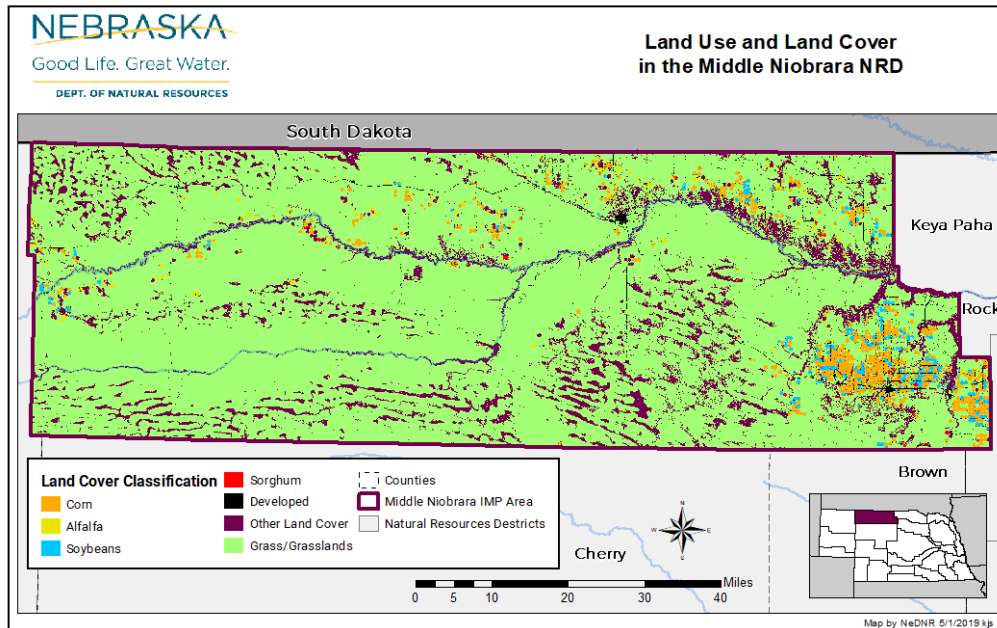 NEBRASKA
Good Life. Great Water.
DEPT. OF NATURAL RESOURCES
Land Use and Land Cover
in the Middle Niobrara NRD
South Dakota
Keya Paha
Rock
Brown
Cherry
Land Cover Classification
Corn
Alfalfa
Soybeans
Sorghum
Developed
Other Land Cover
Grass/Grasslands
Counties
Middle Niobrara IMP Area
Natural Resources Destricts
N
W
E
S
Miles
0 5 10 20 30 40
Map by NeDNR 5/1/2019 kjs